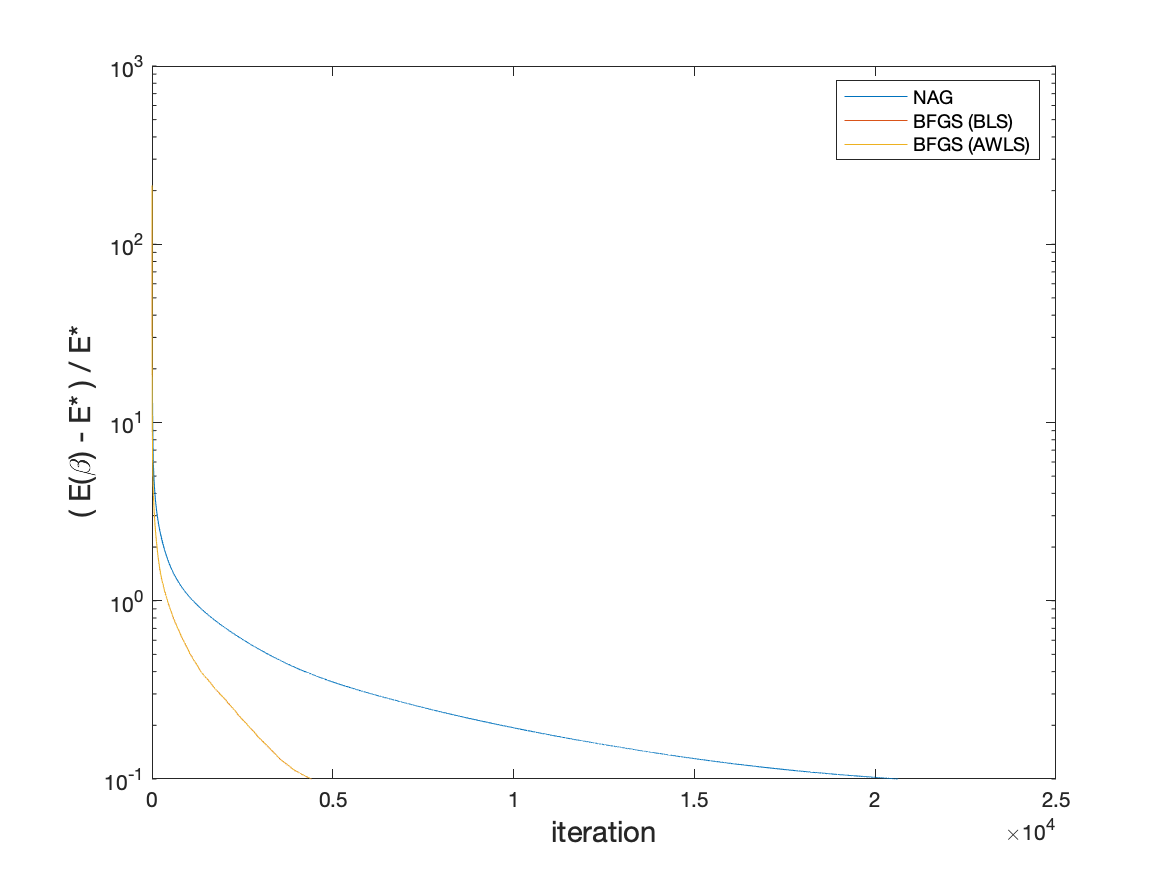 10^3
10^2
10^1
10^0
10^-1
( E(β) - E* ) / E*
NAG
BFGS (BLS)
BFGS (AWLS)
0
0.5
1
1.5
2
2.5
×10^4
iteration